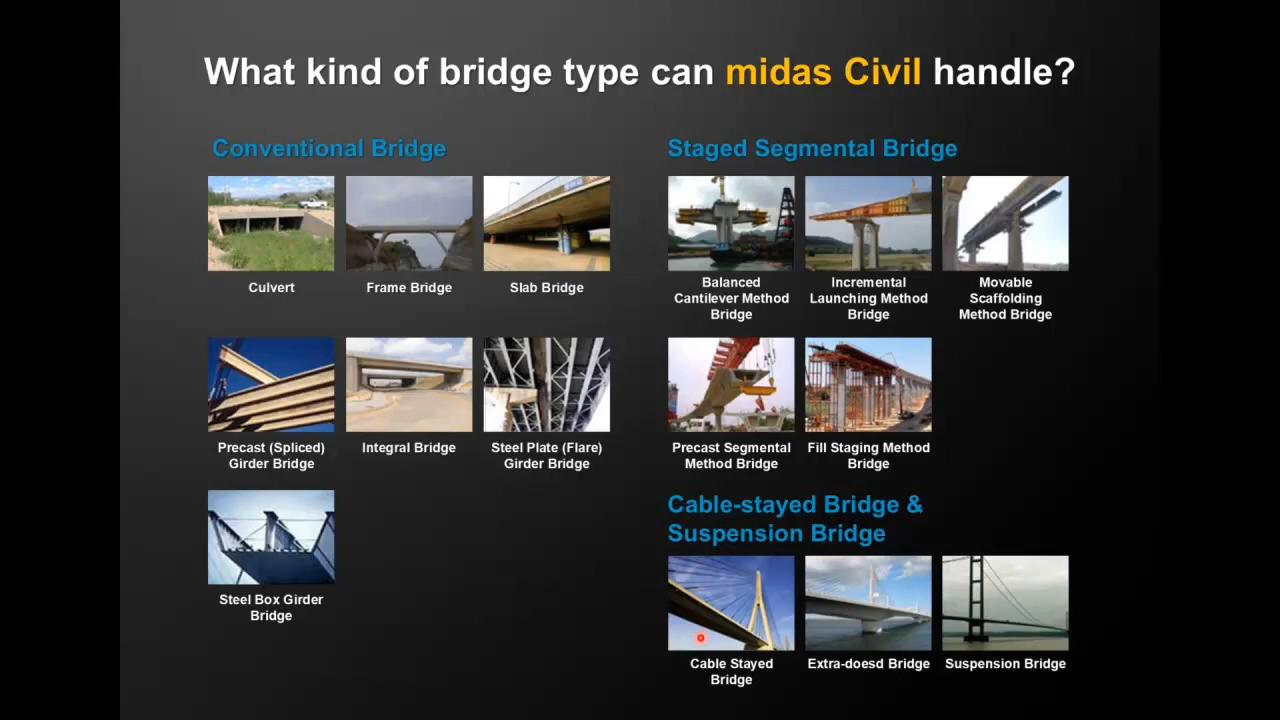 What kind of bridge type can midas Civil handle?
Conventional Bridge
Culvert
Frame Bridge
Slab Bridge
Precast (Spliced)
Girder Bridge
Integral Bridge
Steel Plate (Flare)
Girder Bridge
Steel Box Girder
Bridge
Staged Segmental Bridge
Balanced
Cantilever Method
Bridge
Incremental
Launching Method
Bridge
Movable
Scaffolding
Method Bridge
Precast Segmental
Method Bridge
Fill Staging Method
Bridge
Cable-stayed Bridge &
Suspension Bridge
Cable Stayed
Bridge
Extra-doesd Bridge
Suspension Bridge